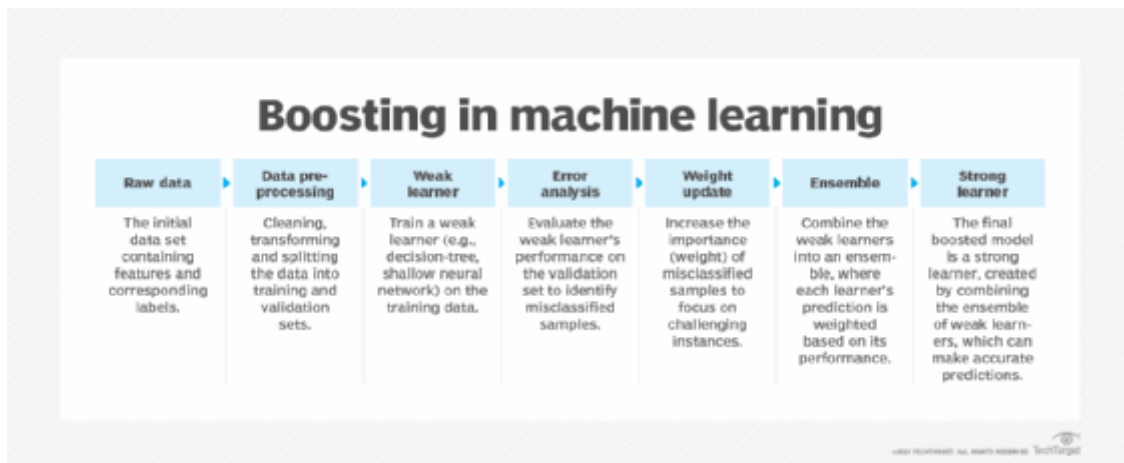 Boosting in machine learning
Raw data
The initial
data set
containing
features and
corresponding
labels.
Data pre-
processing
Cleaning,
transforming
and splitting
the data into
training and
validation
sets.
Weak
learner
Train a weak
learner (e.g.,
decision-tree,
shallow neural
network) on the
training data.
Error
analysis
Evaluate the
weak learner's
performance on
the validation
set to identify
misclassified
samples.
Weight
update
Increase the
importance
(weight) of
misclassified
samples to
focus on
challenging
instances.
Ensemble
Combine the
weak learners
into an ensem-
ble, where
each learner's
prediction is
weighted
based on its
performance.
Strong
learner
The final
boosted model
is a strong
learner, created
by combining
the ensemble
of weak learn-
ers, which can
make accurate
predictions.
TECHTARGET. ALL RIGHTS RESERVED TechTarget